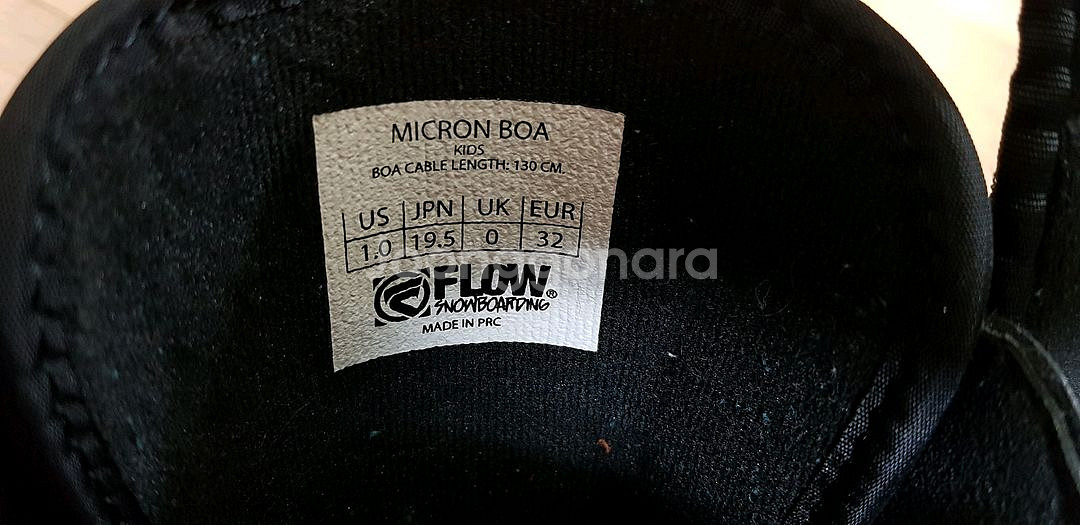 MICRON BOA
KIDS
BOA CABLE LENGTH: 130 CM.
US JPN UK EUR
1.0 19.5 0 32
FLOW®
SNOWBOARDING
MADE IN PRC